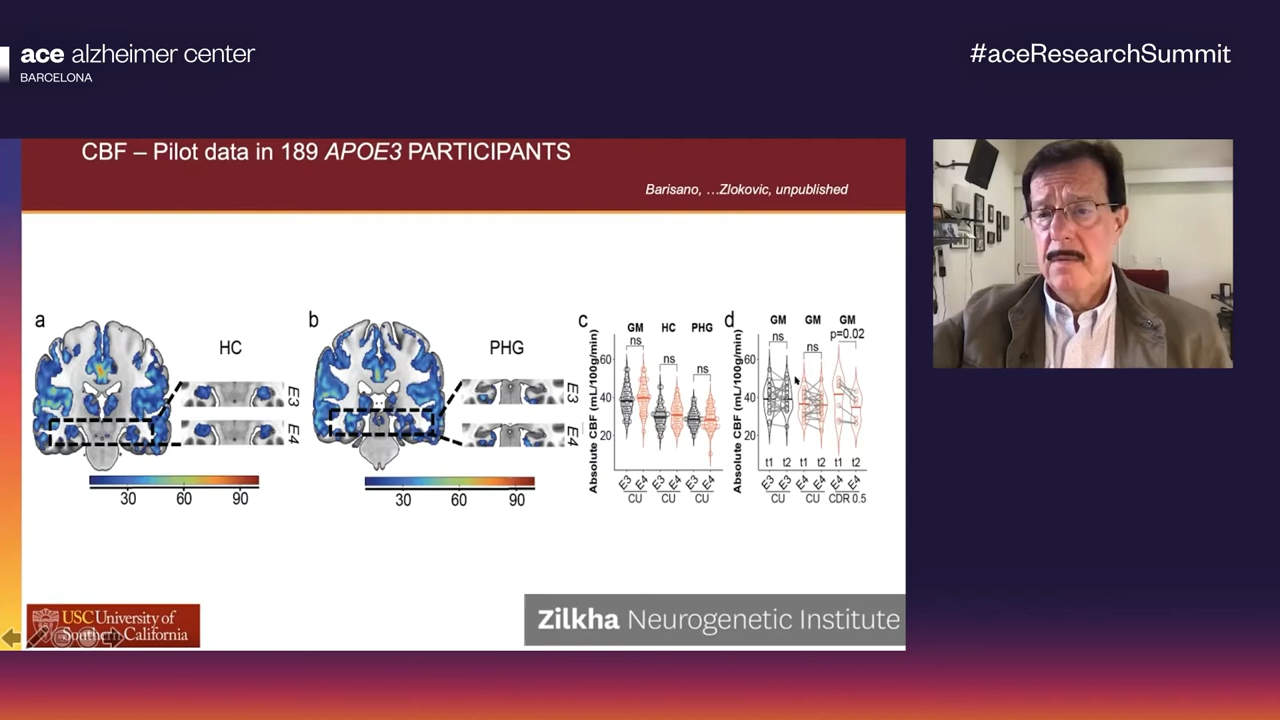 ace alzheimer center
BARCELONA
#aceResearchSummit
CBF – Pilot data in 189 APOE3 PARTICIPANTS
Barisano, …Zlokovic, unpublished
a
HC
E3
E4
30 60 90
b
PHG
E3
E4
30 60 90
c
GM HC PHG
ns
ns
ns
Absolute CBF (mL/100g/min)
60
40
20
E3 E4 E3 E4 E3 E4
CU CU CU
d
GM GM GM
ns ns p=0.02
Absolute CBF (mL/100g/min)
60
40
20
t1 t2 t1 t2 t1 t2
E3 E3 E4 E4 E4 E4
CU CU CDR 0.5
USC University of
Southern California
Zilkha Neurogenetic Institute